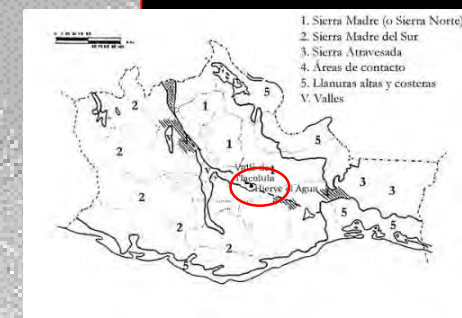 1. Sierra Madre (o Sierra Norte)
2. Sierra Madre del Sur
3. Sierra Atravesada
4. Áreas de contacto
5. Llanuras altas y costeras
V. Valles
2
1
5
2
5
2
1
Valle de
Tlacolula
Hierve el Agua
3
3
2
5
5
2
2
5